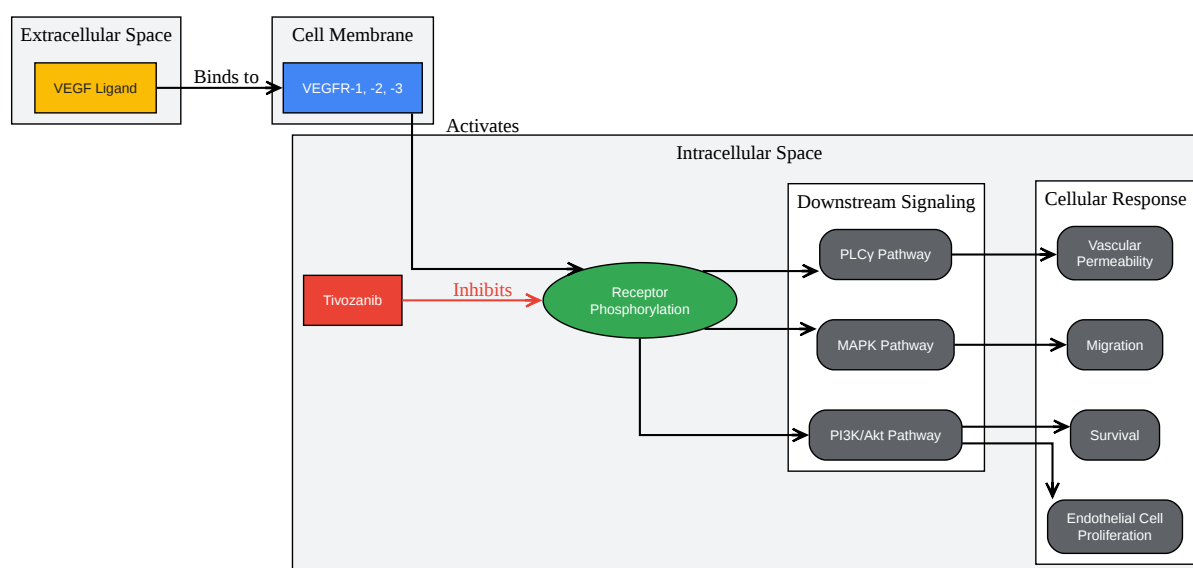 Extracellular Space
VEGF Ligand
Binds to
Cell Membrane
VEGFR-1, -2, -3
Activates
Intracellular Space
Tivozanib
Inhibits
Receptor
Phosphorylation
Downstream Signaling
PLCγ Pathway
MAPK Pathway
PI3K/Akt Pathway
Cellular Response
Vascular
Permeability
Migration
Survival
Endothelial Cell
Proliferation